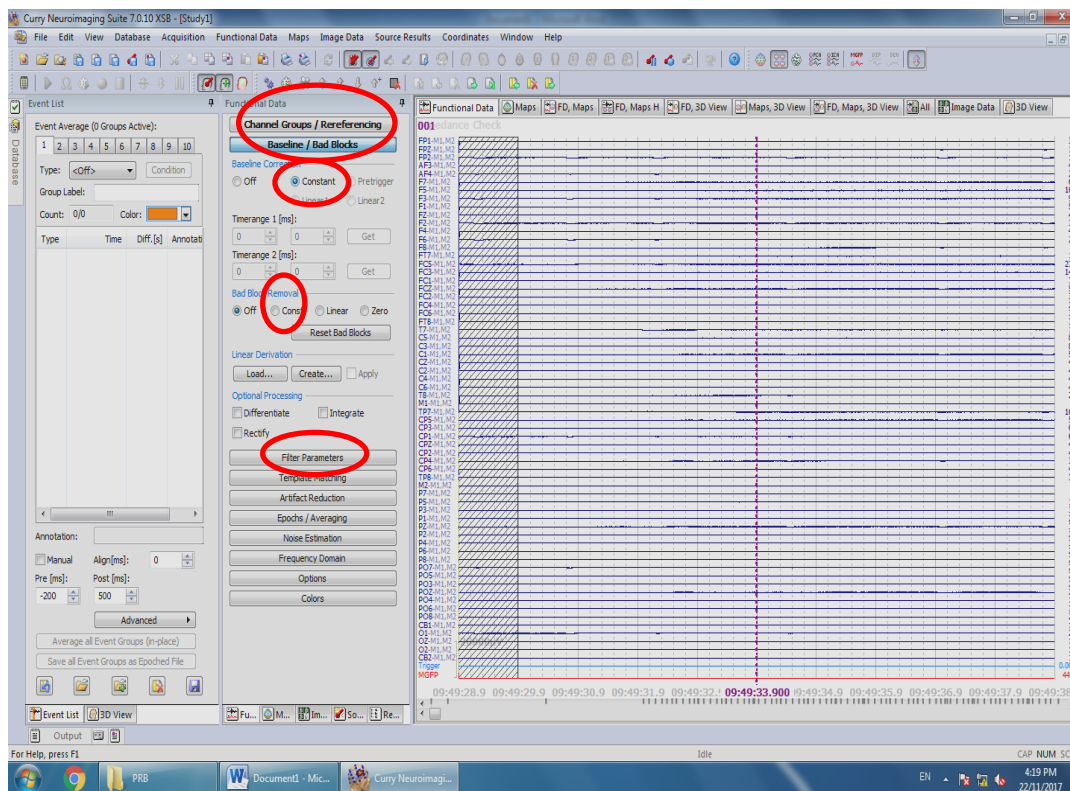 Curry Neuroimaging Suite 7.0.10 XSB - [Study1]
File Edit View Database Acquisition Functional Data Maps Image Data Source Results Coordinates Window Help
Database
Event List
Event Average (0 Groups Active):
1 2 3 4 5 6 7 8 9 10
Type: <Off> Condition
Group Label:
Count: 0/0 Color:
Type Time Diff.[s] Annotati
Annotation:
Manual Align[ms]: 0
Pre [ms]: Post [ms]:
-200 500
Advanced
Average all Event Groups (in-place)
Save all Event Groups as Epoched File
Event List 3D View
Functional Data
Channel Groups / Rereferencing
Baseline / Bad Blocks
Baseline Correction
Off Constant Pretrigger
Linear1 Linear2
Timerange 1 [ms]:
0 0 Get
Timerange 2 [ms]:
0 0 Get
Bad Block Removal
Off Const Linear Zero
Reset Bad Blocks
Linear Derivation
Load... Create... Apply
Optional Processing
Differentiate Integrate
Rectify
Filter Parameters
Template Matching
Artifact Reduction
Epochs / Averaging
Noise Estimation
Frequency Domain
Options
Colors
Fu... M... Im... So... Re...
Functional Data Maps FD, Maps FD, Maps H FD, 3D View Maps, 3D View FD, Maps, 3D View All Image Data 3D View
001 edance Check
FP1-M1,M2
FPZ-M1,M2
FP2-M1,M2
AF3-M1,M2
AF4-M1,M2
F7-M1,M2
F5-M1,M2
F3-M1,M2
F1-M1,M2
FZ-M1,M2
F2-M1,M2
F4-M1,M2
F6-M1,M2
F8-M1,M2
FT7-M1,M2
FC5-M1,M2
FC3-M1,M2
FC1-M1,M2
FCZ-M1,M2
FC2-M1,M2
FC4-M1,M2
FC6-M1,M2
FT8-M1,M2
T7-M1,M2
C5-M1,M2
C3-M1,M2
C1-M1,M2
CZ-M1,M2
C2-M1,M2
C4-M1,M2
C6-M1,M2
T8-M1,M2
M1-M1,M2
TP7-M1,M2
CP5-M1,M2
CP3-M1,M2
CP1-M1,M2
CPZ-M1,M2
CP2-M1,M2
CP4-M1,M2
CP6-M1,M2
TP8-M1,M2
M2-M1,M2
P7-M1,M2
P5-M1,M2
P3-M1,M2
P1-M1,M2
PZ-M1,M2
P2-M1,M2
P4-M1,M2
P6-M1,M2
P8-M1,M2
PO7-M1,M2
PO5-M1,M2
PO3-M1,M2
POZ-M1,M2
PO4-M1,M2
PO6-M1,M2
PO8-M1,M2
CB1-M1,M2
O1-M1,M2
OZ-M1,M2
O2-M1,M2
CB2-M1,M2
Trigger 0.0
MGFP 44
09:49:28.9 09:49:29.9 09:49:30.9 09:49:31.9 09:49:32.9 09:49:33.900 09:49:34.9 09:49:35.9 09:49:36.9 09:49:37.9 09:49:38
Output
For Help, press F1 Idle CAP NUM SC
PRB Document1 - Mic... Curry Neuroimagi... EN 4:19 PM
22/11/2017